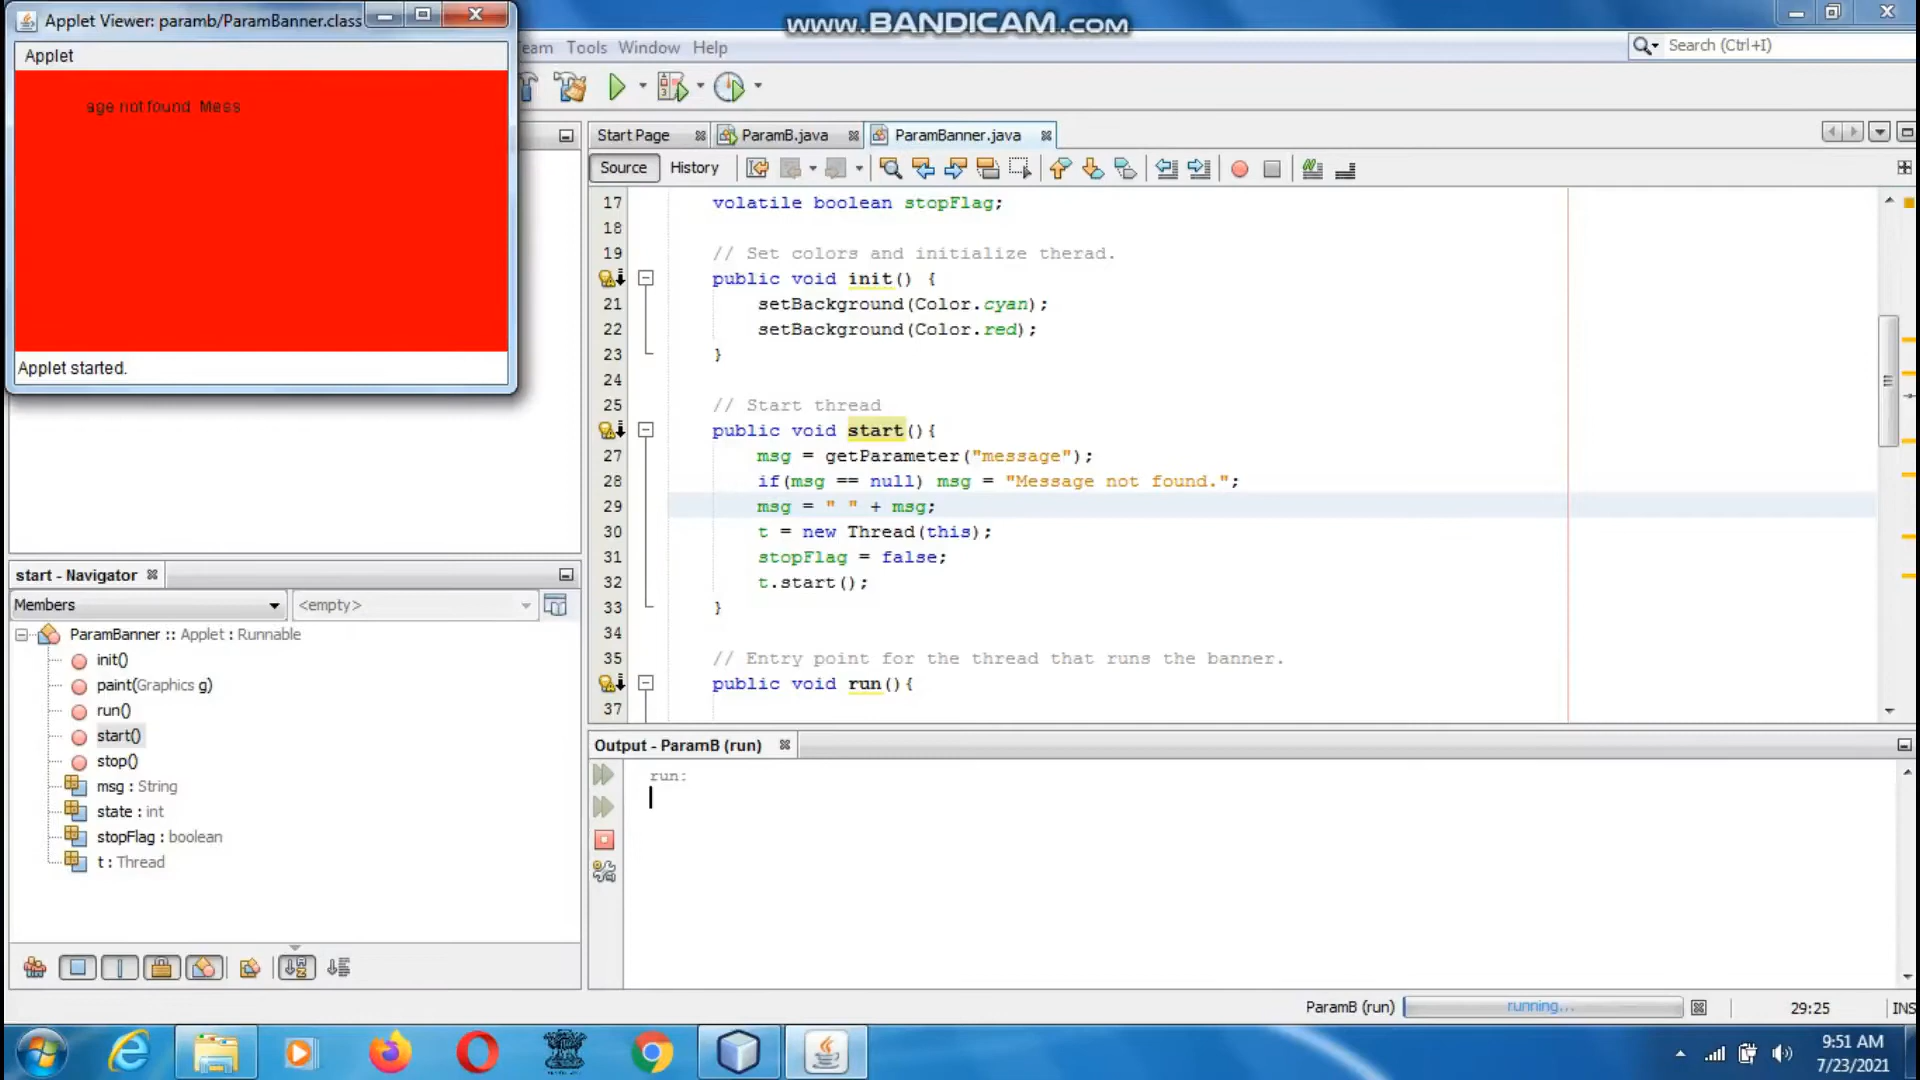 Applet Viewer: paramb/ParamBanner.class
www.BANDICAM.com
Applet
age not found Mess
Applet started.
eam Tools Window Help
Search (Ctrl+I)
Start Page ParamB.java ParamBanner.java
Source History
17 volatile boolean stopFlag;
18
19 // Set colors and initialize therad.
public void init() {
21 setBackground(Color.cyan);
22 setBackground(Color.red);
23 }
24
25 // Start thread
public void start(){
27 msg = getParameter("message");
28 if(msg == null) msg = "Message not found.";
29 msg = " " + msg;
30 t = new Thread(this);
31 stopFlag = false;
32 t.start();
33 }
34
35 // Entry point for the thread that runs the banner.
public void run(){
37
start - Navigator
Members <empty>
ParamBanner :: Applet : Runnable
init()
paint(Graphics g)
run()
start()
stop()
msg : String
state : int
stopFlag : boolean
t : Thread
Output - ParamB (run)
run:
ParamB (run) running... 29:25 INS
9:51 AM
7/23/2021